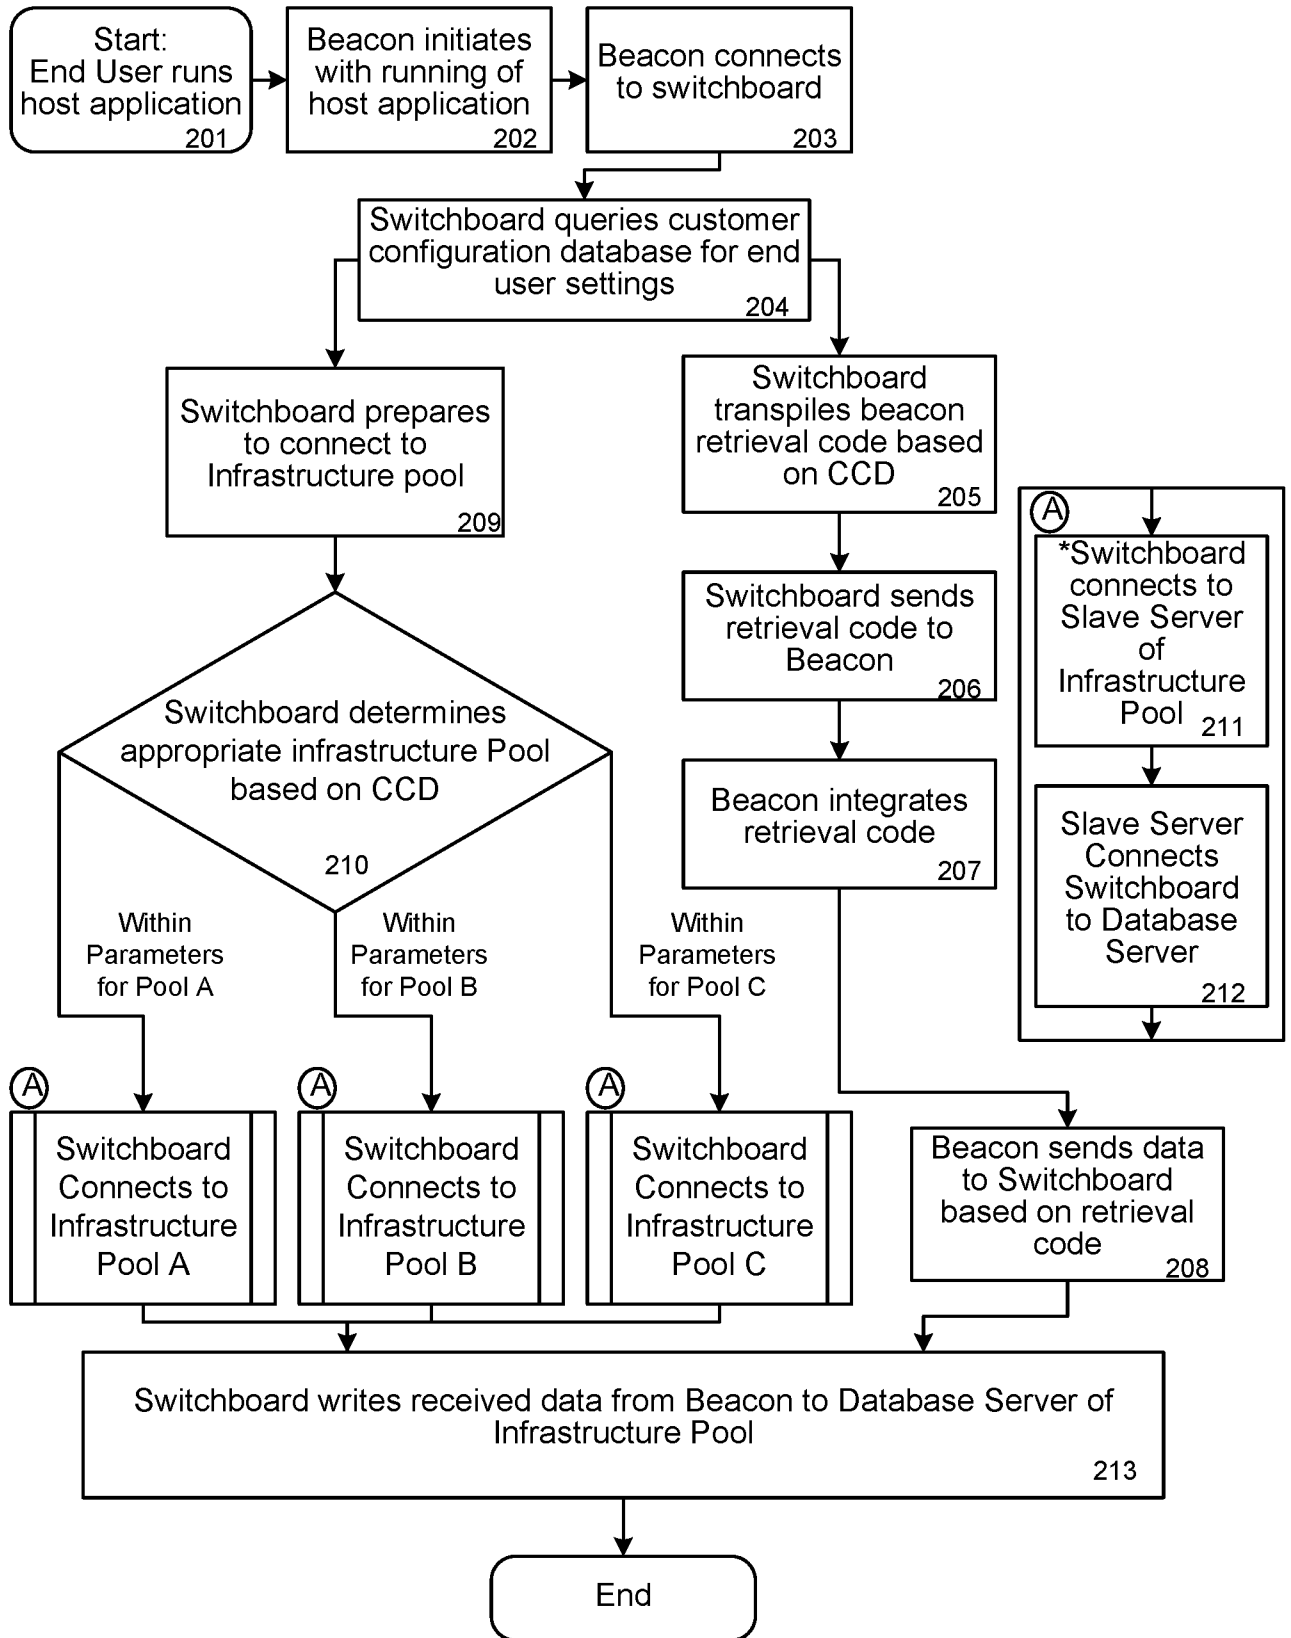 Start:
End User runs
host application
201
Beacon initiates
with running of
host application
202
Beacon connects
to switchboard
203
Switchboard queries customer
configuration database for end
user settings
204
Switchboard prepares
to connect to
Infrastructure pool
209
Switchboard
transpiles beacon
retrieval code based
on CCD
205
Switchboard sends
retrieval code to
Beacon
206
Beacon integrates
retrieval code
207
A
*Switchboard
connects to
Slave Server
of
Infrastructure
Pool
211
Slave Server
Connects
Switchboard
to Database
Server
212
Switchboard determines
appropriate infrastructure Pool
based on CCD
210
Within
Parameters
for Pool A
Within
Parameters
for Pool B
Within
Parameters
for Pool C
A
Switchboard
Connects to
Infrastructure
Pool A
A
Switchboard
Connects to
Infrastructure
Pool B
A
Switchboard
Connects to
Infrastructure
Pool C
Beacon sends data
to Switchboard
based on retrieval
code
208
Switchboard writes received data from Beacon to Database Server of
Infrastructure Pool
213
End